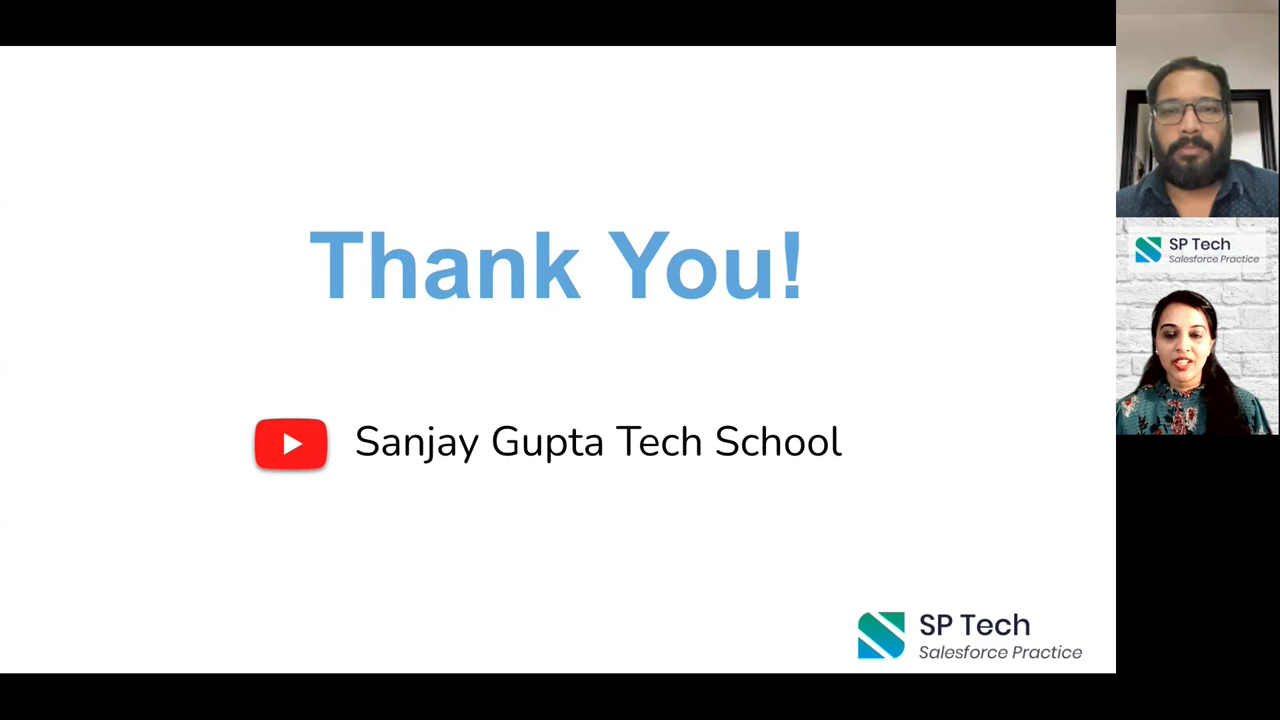 Thank You!
Sanjay Gupta Tech School
SP Tech
Salesforce Practice
SP Tech
Salesforce Practice